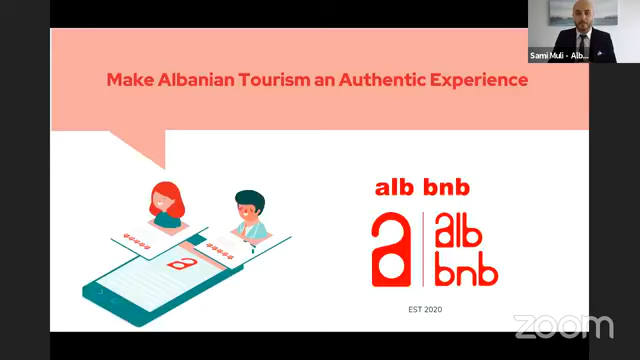 Make Albanian Tourism an Authentic Experience
Sami Muli - Alb...
alb bnb
a
alb
bnb
a
EST 2020
zoom